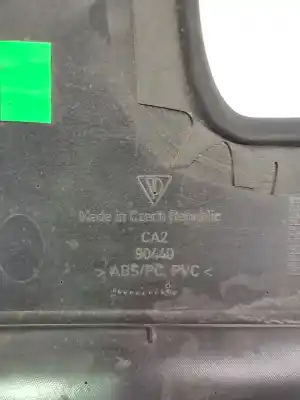 Made in Czech Republic
CA2
90440
> ABS/PC, PVC <